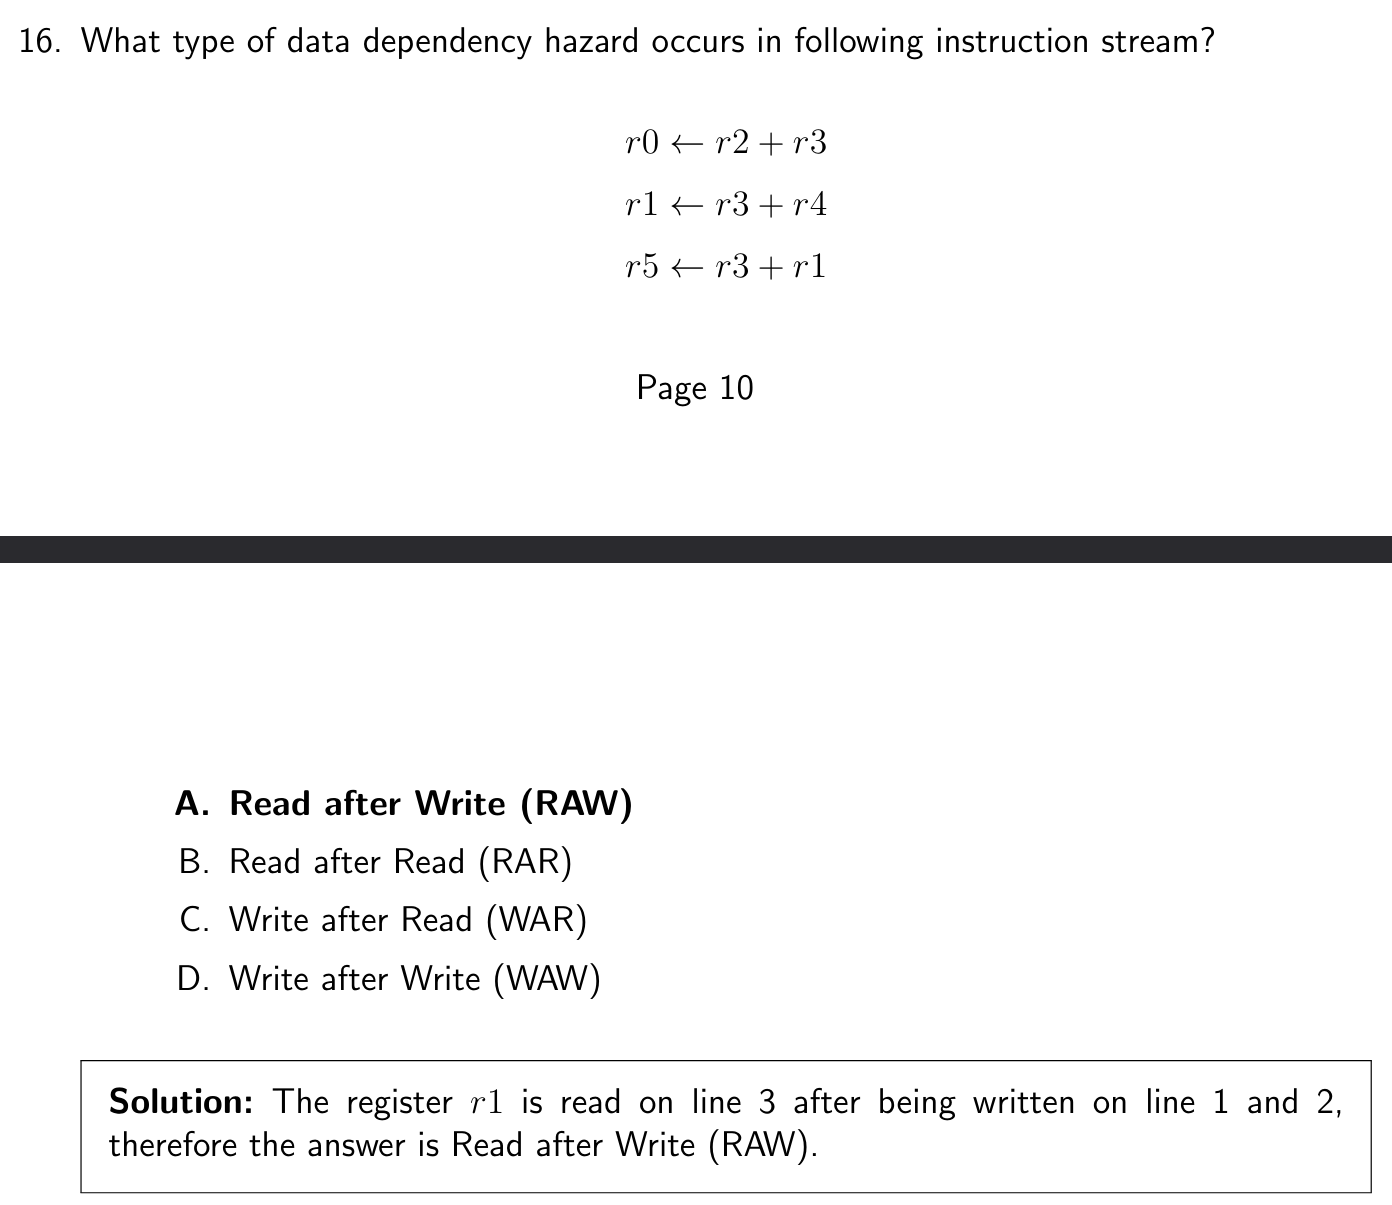 16. What type of data dependency hazard occurs in following instruction stream?
r0 ← r2 + r3
r1 ← r3 + r4
r5 ← r3 + r1
Page 10
A. Read after Write (RAW)
B. Read after Read (RAR)
C. Write after Read (WAR)
D. Write after Write (WAW)
Solution: The register r1 is read on line 3 after being written on line 1 and 2,
therefore the answer is Read after Write (RAW).